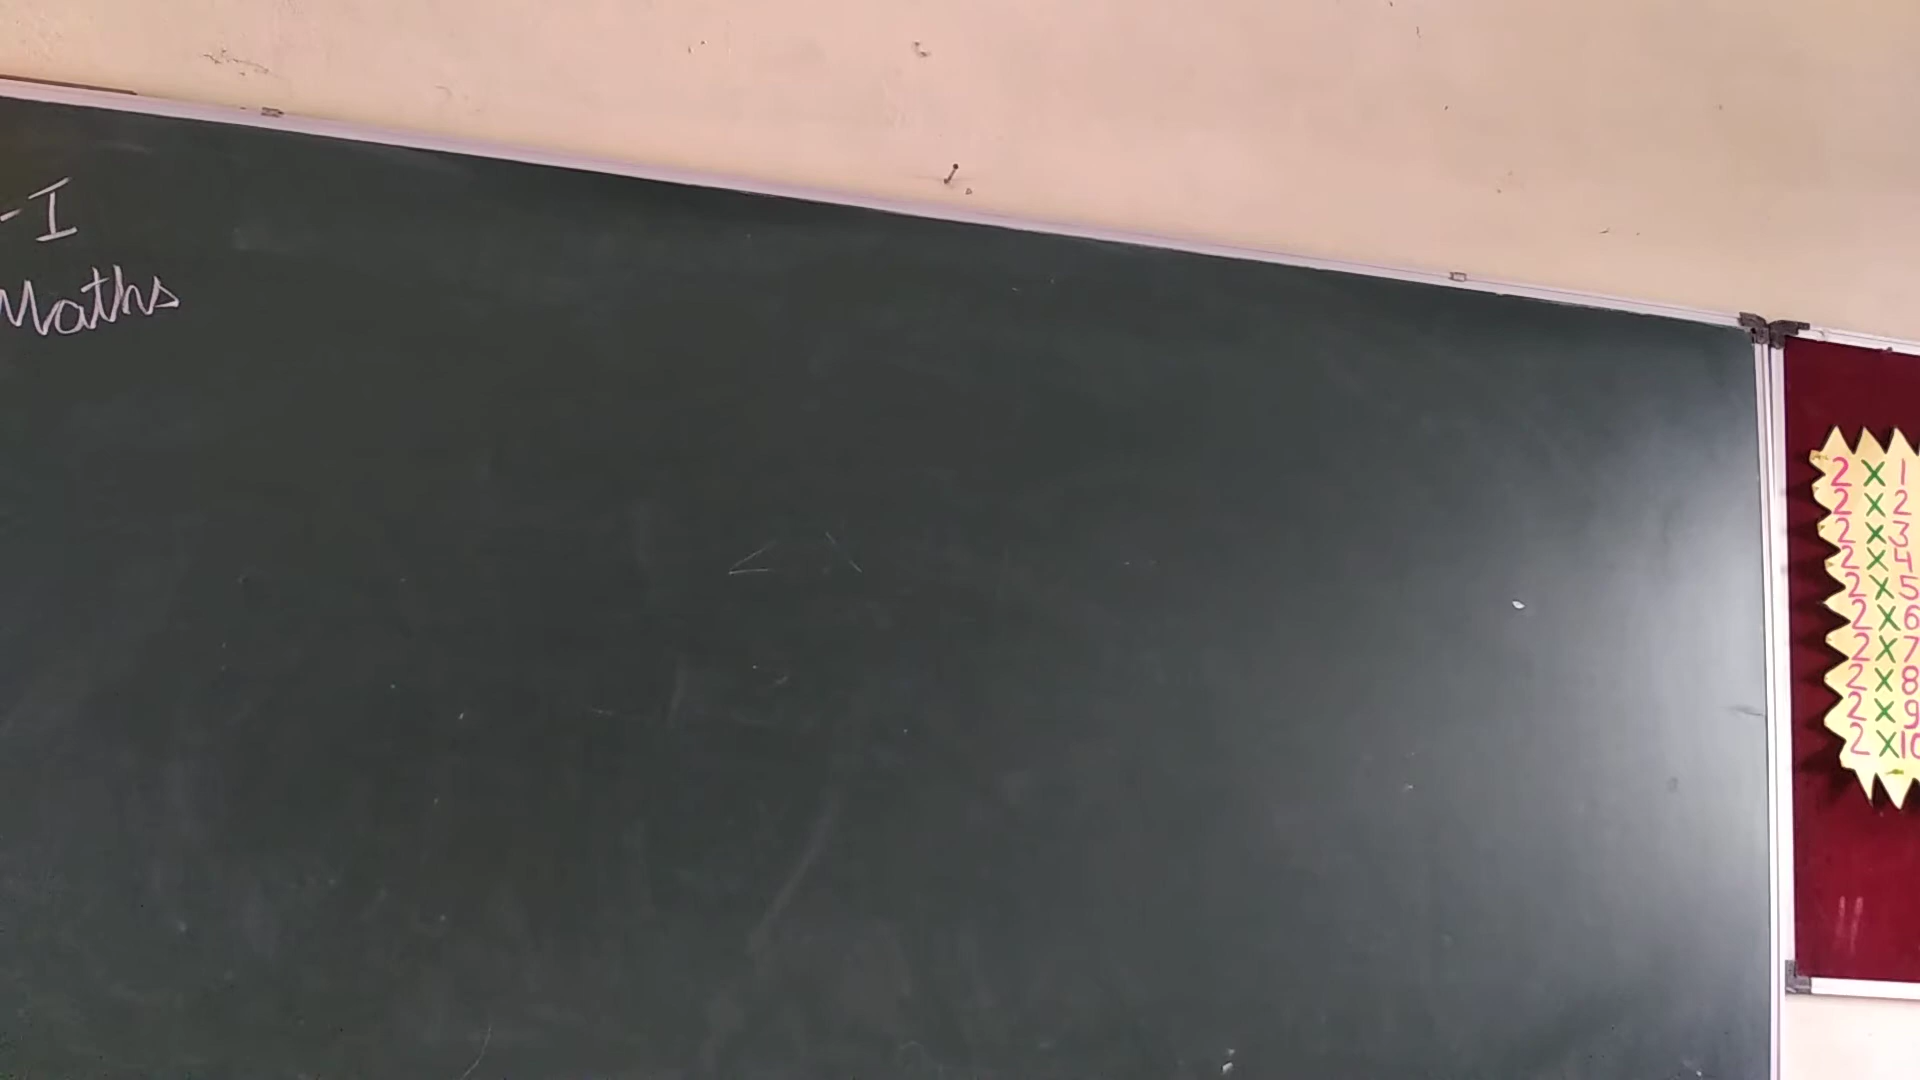 -I
Maths
2 X 1
2 X 2
2 X 3
2 X 4
2 X 5
2 X 6
2 X 7
2 X 8
2 X 9
2 X 10